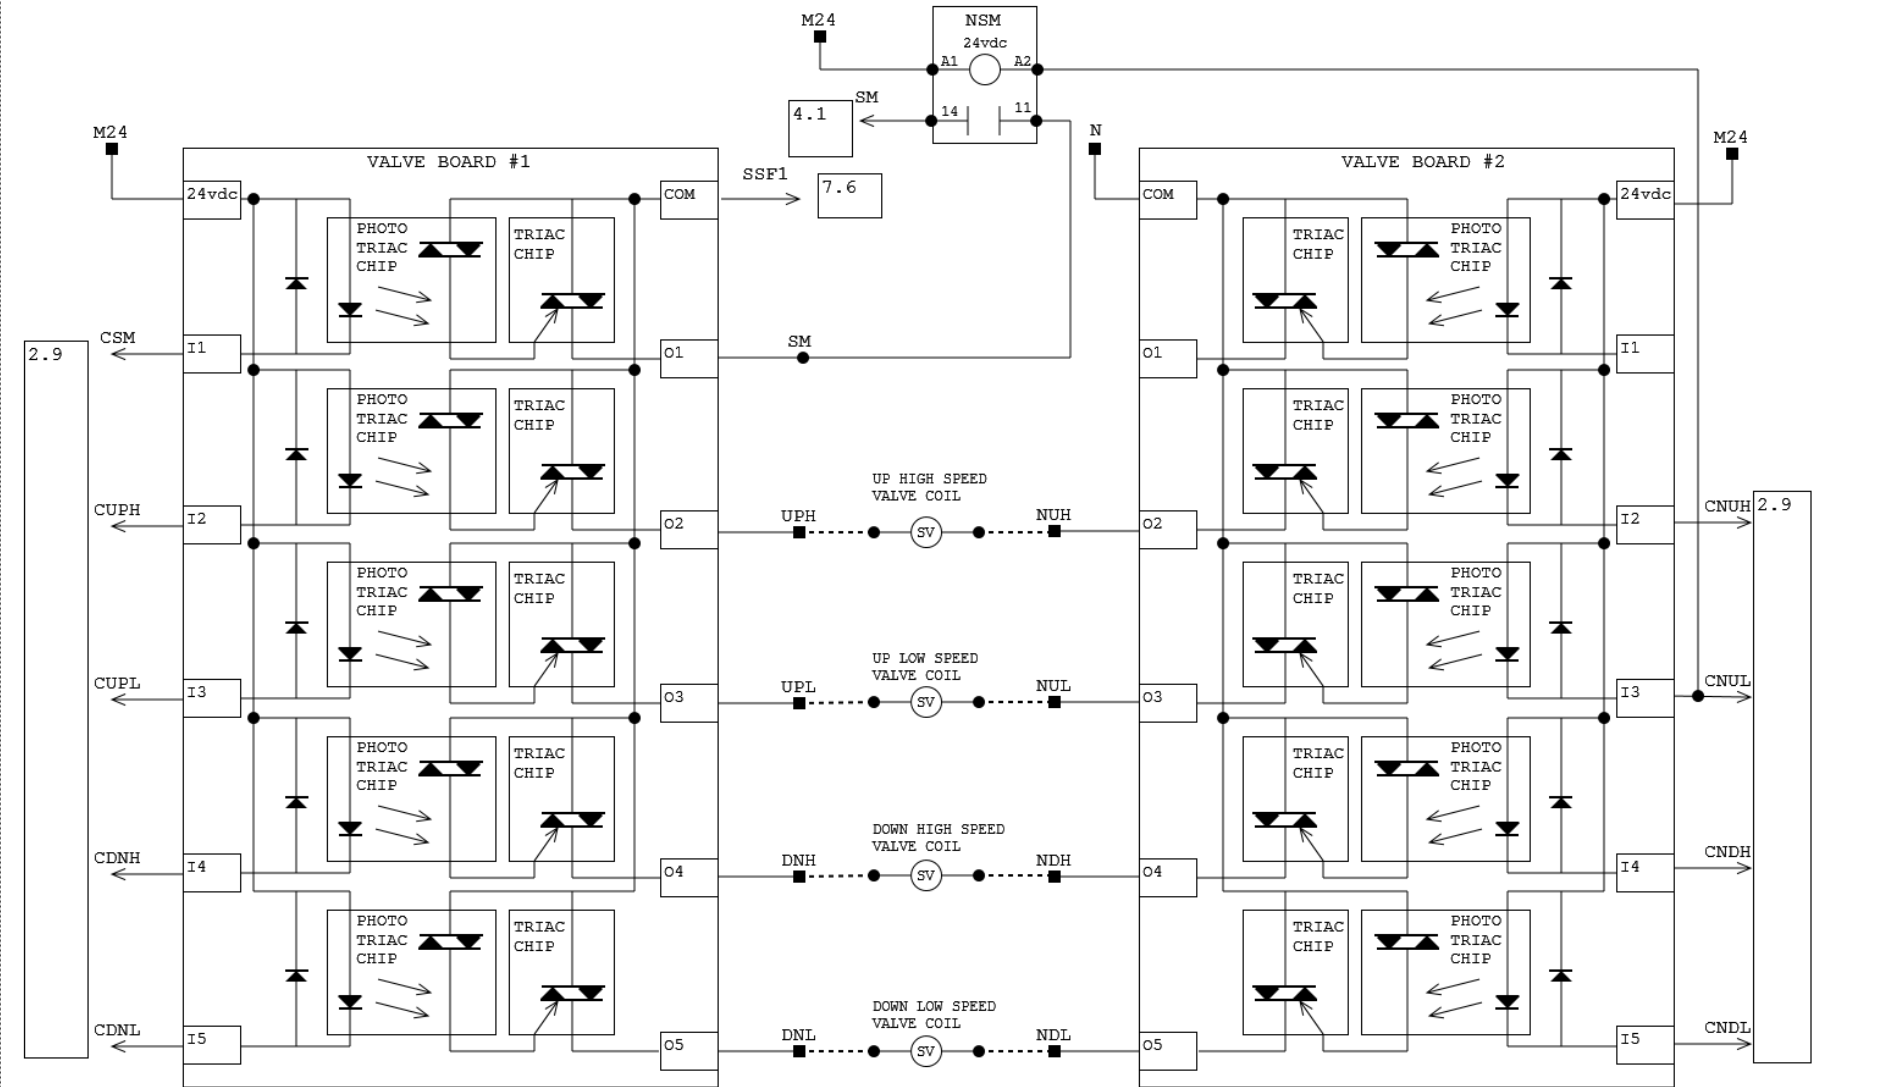 M24
NSM
24vdc
A1
A2
SM
4.1
14
11
M24
N
M24
VALVE BOARD #1
VALVE BOARD #2
SSF1
7.6
24vdc
COM
COM
24vdc
PHOTO
TRIAC
CHIP
TRIAC
CHIP
TRIAC
CHIP
PHOTO
TRIAC
CHIP
2.9
CSM
I1
O1
SM
O1
I1
PHOTO
TRIAC
CHIP
TRIAC
CHIP
TRIAC
CHIP
PHOTO
TRIAC
CHIP
UP HIGH SPEED
VALVE COIL
CUPH
I2
O2
UPH
SV
NUH
O2
I2
CNUH
2.9
PHOTO
TRIAC
CHIP
TRIAC
CHIP
TRIAC
CHIP
PHOTO
TRIAC
CHIP
UP LOW SPEED
VALVE COIL
CUPL
I3
O3
UPL
SV
NUL
O3
I3
CNUL
PHOTO
TRIAC
CHIP
TRIAC
CHIP
TRIAC
CHIP
PHOTO
TRIAC
CHIP
DOWN HIGH SPEED
VALVE COIL
CDNH
I4
O4
DNH
SV
NDH
O4
I4
CNDH
PHOTO
TRIAC
CHIP
TRIAC
CHIP
TRIAC
CHIP
PHOTO
TRIAC
CHIP
DOWN LOW SPEED
VALVE COIL
CDNL
I5
O5
DNL
SV
NDL
O5
I5
CNDL